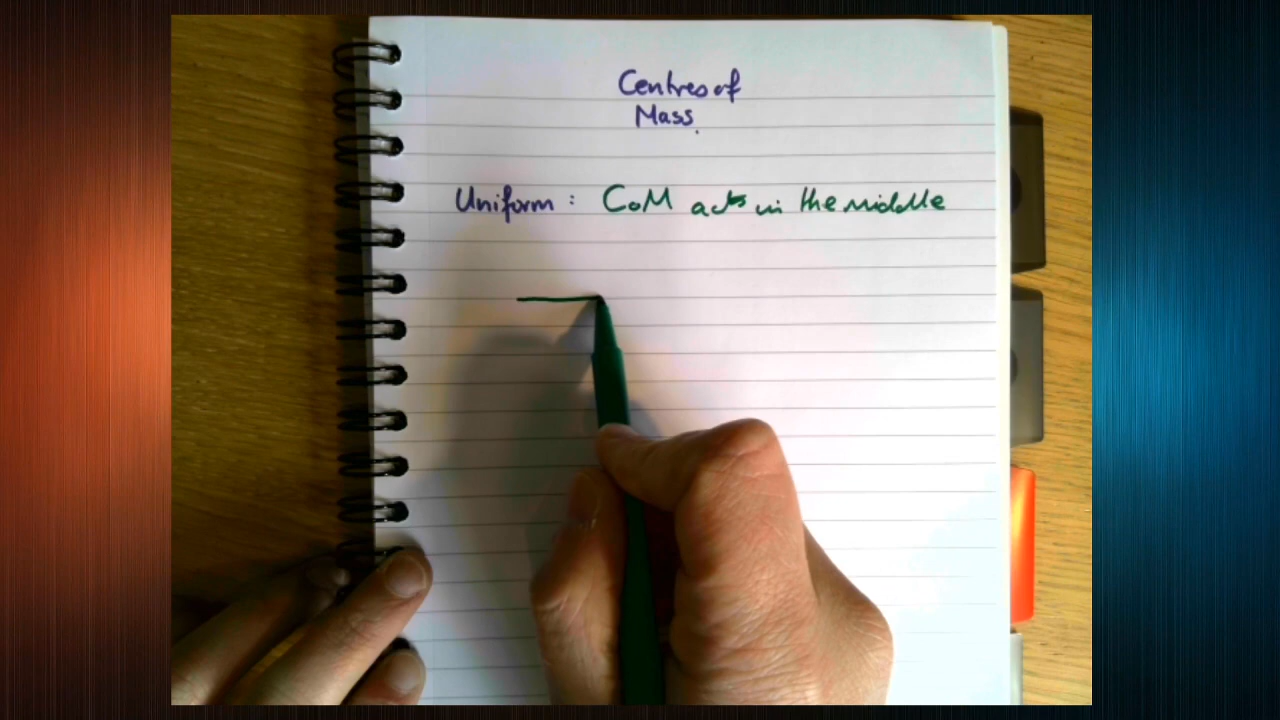 Centres of
Mass.
Uniform : CoM acts in the middle